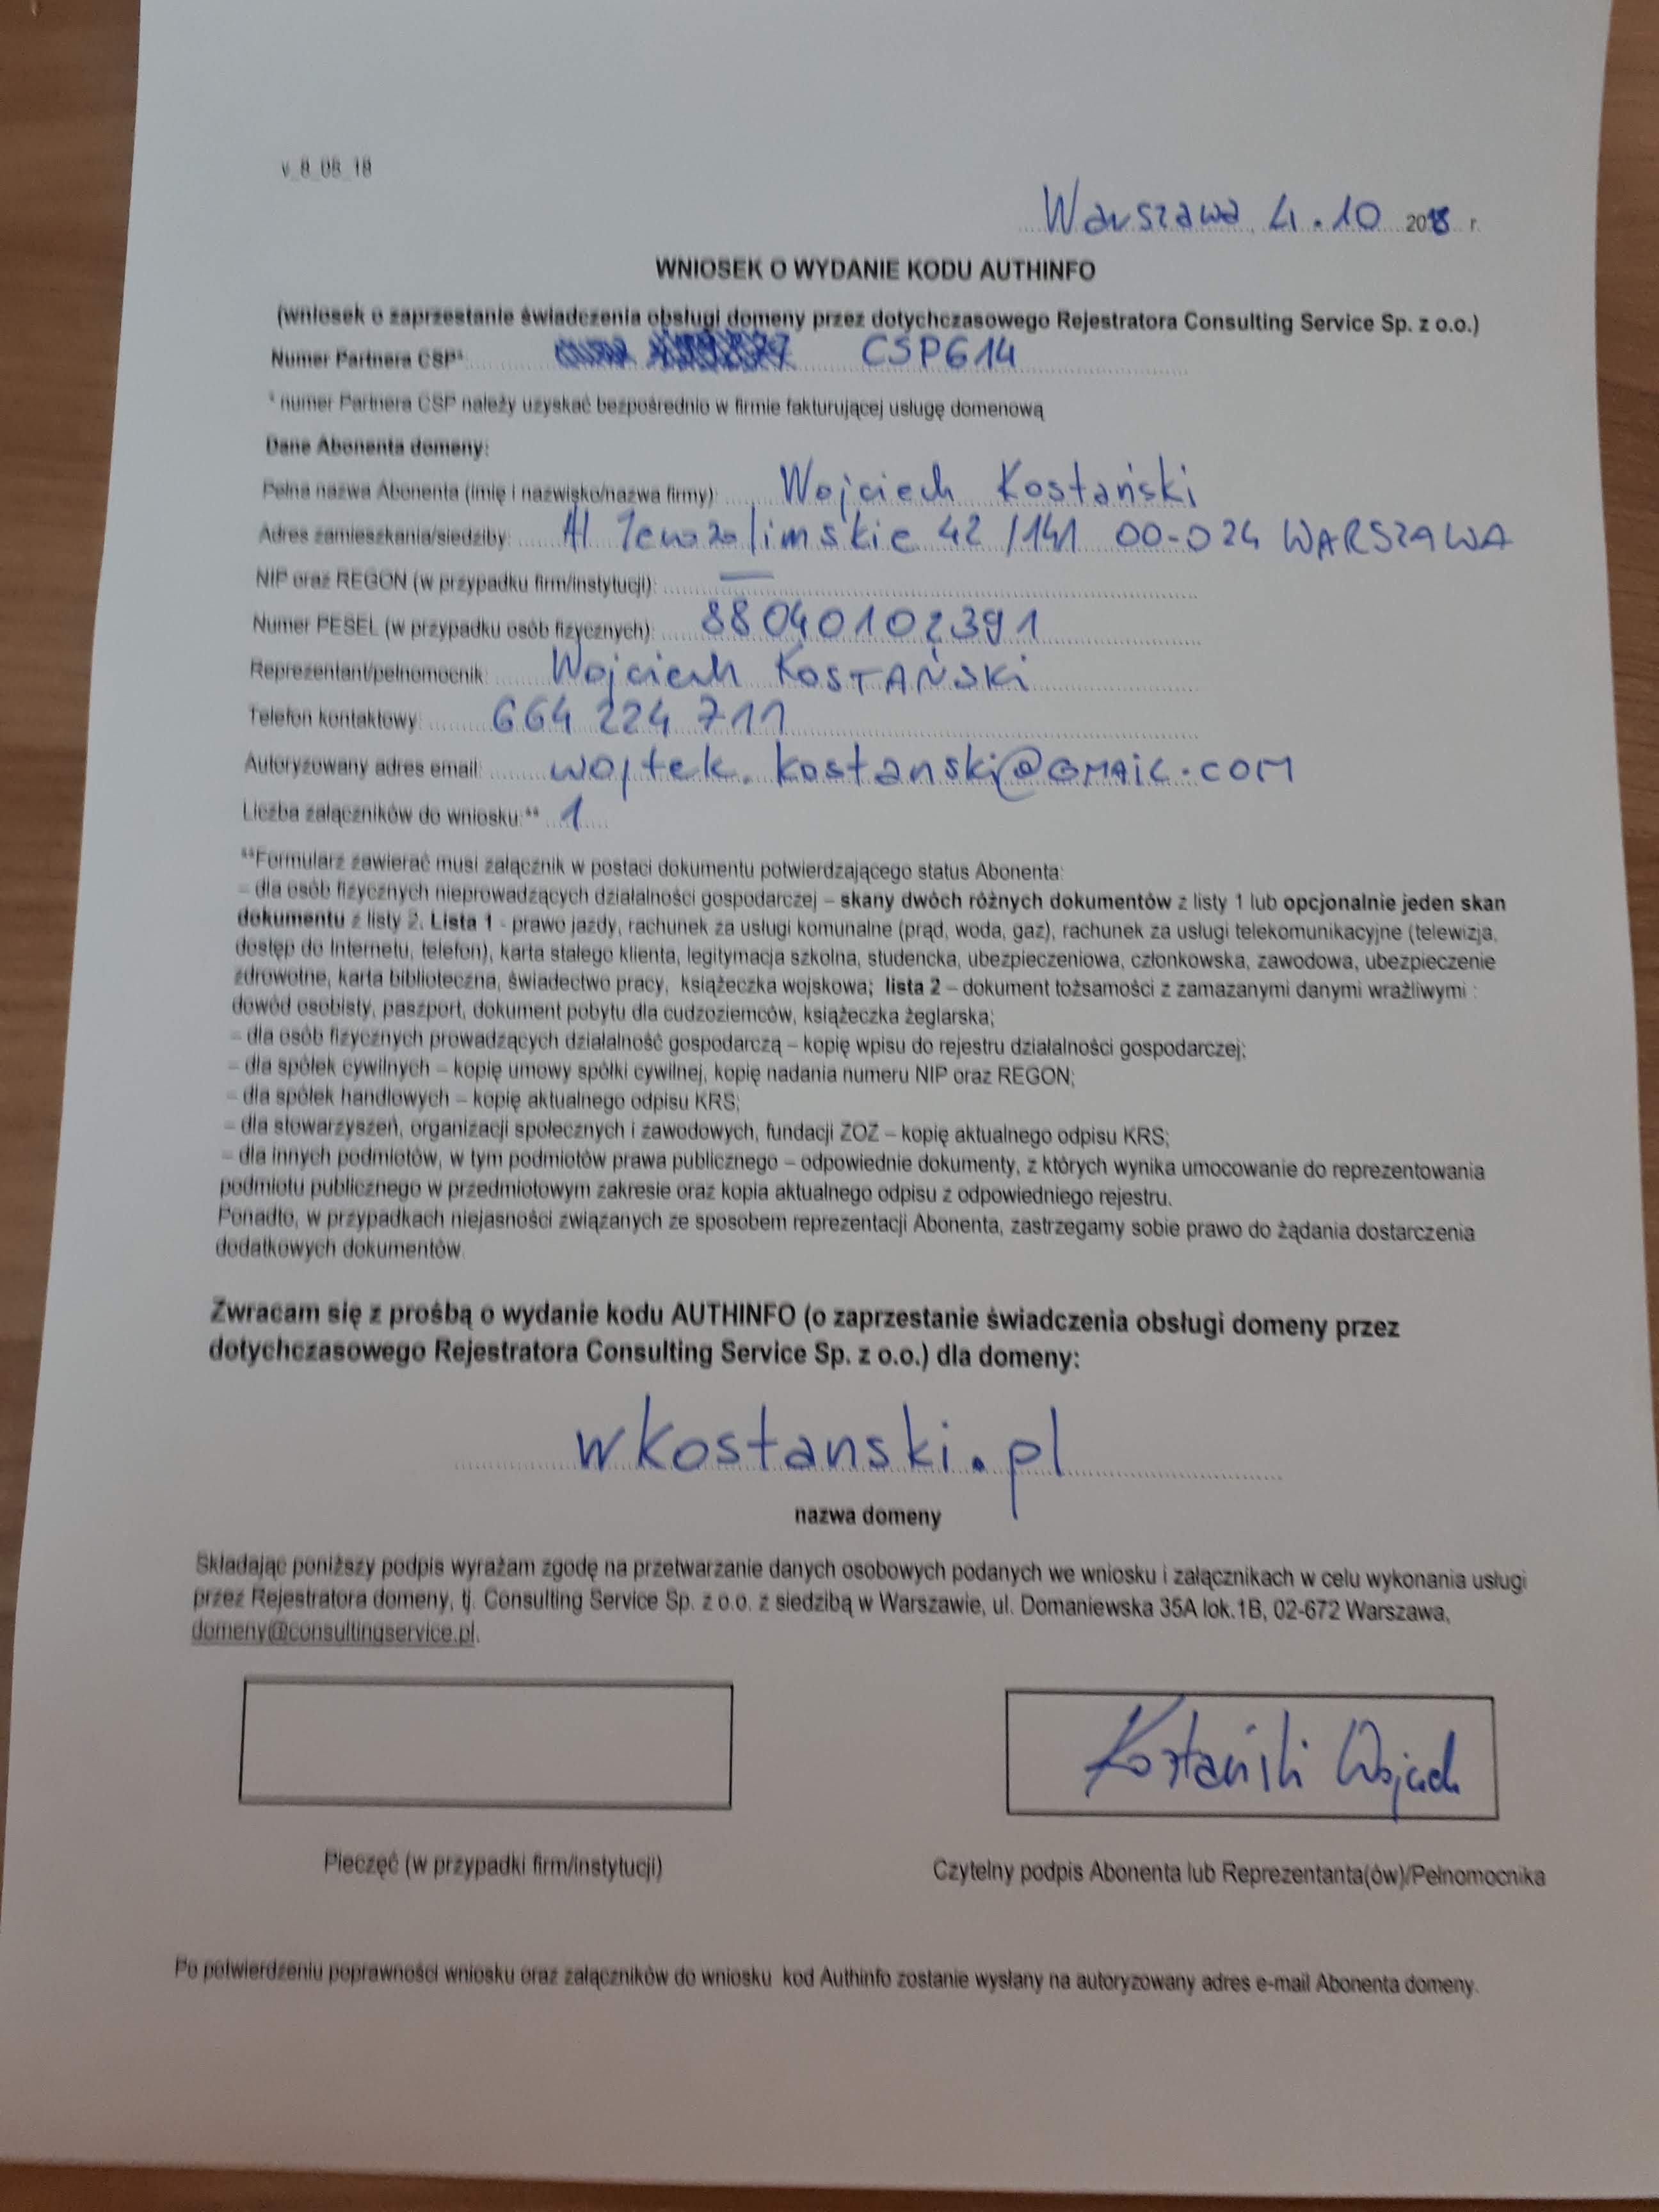 v_8_08_18
Warszawa, 4.10 2018 r.
WNIOSEK O WYDANIE KODU AUTHINFO
(wniosek o zaprzestanie świadczenia obsługi domeny przez dotychczasowego Rejestratora Consulting Service Sp. z o.o.)
Numer Partnera CSP* CSP614
* numer Partnera CSP należy uzyskać bezpośrednio w firmie fakturującej usługę domenową
Dane Abonenta domeny:
Pełna nazwa Abonenta (imię i nazwisko/nazwa firmy): Wojciech Kostański
Adres zamieszkania/siedziby: Al Jerozolimskie 42/141 00-024 WARSZAWA
NIP oraz REGON (w przypadku firm/instytucji): —
Numer PESEL (w przypadku osób fizycznych): 88040102391
Reprezentant/pełnomocnik: Wojciech KOSTAŃSKi
Telefon kontaktowy: 664 224 711
Autoryzowany adres email: wojtek.kostanski@GMAiL.COM
Liczba załączników do wniosku:** 1
**Formularz zawierać musi załącznik w postaci dokumentu potwierdzającego status Abonenta:
– dla osób fizycznych nieprowadzących działalności gospodarczej – skany dwóch różnych dokumentów z listy 1 lub opcjonalnie jeden skan
dokumentu z listy 2. Lista 1 - prawo jazdy, rachunek za usługi komunalne (prąd, woda, gaz), rachunek za usługi telekomunikacyjne (telewizja,
dostęp do Internetu, telefon), karta stałego klienta, legitymacja szkolna, studencka, ubezpieczeniowa, członkowska, zawodowa, ubezpieczenie
zdrowotne, karta biblioteczna, świadectwo pracy, książeczka wojskowa; lista 2 – dokument tożsamości z zamazanymi danymi wrażliwymi :
dowód osobisty, paszport, dokument pobytu dla cudzoziemców, książeczka żeglarska;
– dla osób fizycznych prowadzących działalność gospodarczą – kopię wpisu do rejestru działalności gospodarczej;
– dla spółek cywilnych – kopię umowy spółki cywilnej, kopię nadania numeru NIP oraz REGON;
– dla spółek handlowych – kopię aktualnego odpisu KRS;
– dla stowarzyszeń, organizacji społecznych i zawodowych, fundacji ZOZ – kopię aktualnego odpisu KRS;
– dla innych podmiotów, w tym podmiotów prawa publicznego – odpowiednie dokumenty, z których wynika umocowanie do reprezentowania
podmiotu publicznego w przedmiotowym zakresie oraz kopia aktualnego odpisu z odpowiedniego rejestru.
Ponadto, w przypadkach niejasności związanych ze sposobem reprezentacji Abonenta, zastrzegamy sobie prawo do żądania dostarczenia
dodatkowych dokumentów.
Zwracam się z prośbą o wydanie kodu AUTHINFO (o zaprzestanie świadczenia obsługi domeny przez
dotychczasowego Rejestratora Consulting Service Sp. z o.o.) dla domeny:
wkostanski.pl
nazwa domeny
Składając poniższy podpis wyrażam zgodę na przetwarzanie danych osobowych podanych we wniosku i załącznikach w celu wykonania usługi
przez Rejestratora domeny, tj. Consulting Service Sp. z o.o. z siedzibą w Warszawie, ul. Domaniewska 35A lok.1B, 02-672 Warszawa,
domeny@consultingservice.pl.
Kostański Wojciech
Pieczęć (w przypadki firm/instytucji)
Czytelny podpis Abonenta lub Reprezentanta(ów)/Pełnomocnika
Po potwierdzeniu poprawności wniosku oraz załączników do wniosku kod Authinfo zostanie wysłany na autoryzowany adres e-mail Abonenta domeny.